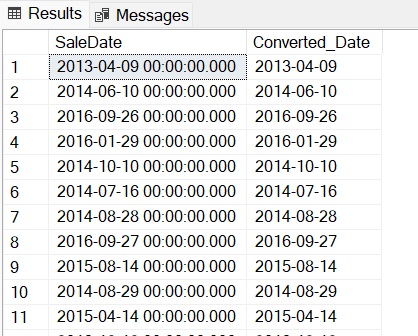 Results Messages
SaleDate Converted_Date
1 2013-04-09 00:00:00.000 2013-04-09
2 2014-06-10 00:00:00.000 2014-06-10
3 2016-09-26 00:00:00.000 2016-09-26
4 2016-01-29 00:00:00.000 2016-01-29
5 2014-10-10 00:00:00.000 2014-10-10
6 2014-07-16 00:00:00.000 2014-07-16
7 2014-08-28 00:00:00.000 2014-08-28
8 2016-09-27 00:00:00.000 2016-09-27
9 2015-08-14 00:00:00.000 2015-08-14
10 2014-08-29 00:00:00.000 2014-08-29
11 2015-04-14 00:00:00.000 2015-04-14